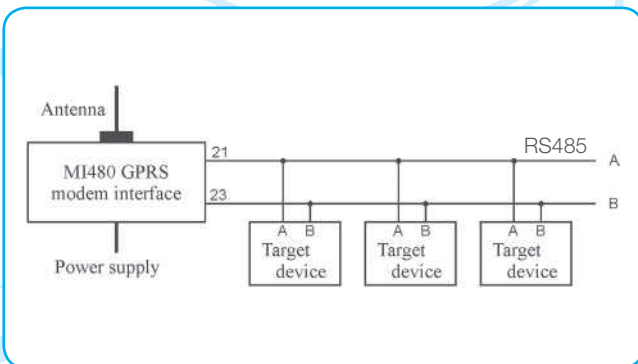 Antenna
MI480 GPRS
modem interface
Power supply
21
23
RS485
A
B
A B
Target
device
A B
Target
device
A B
Target
device